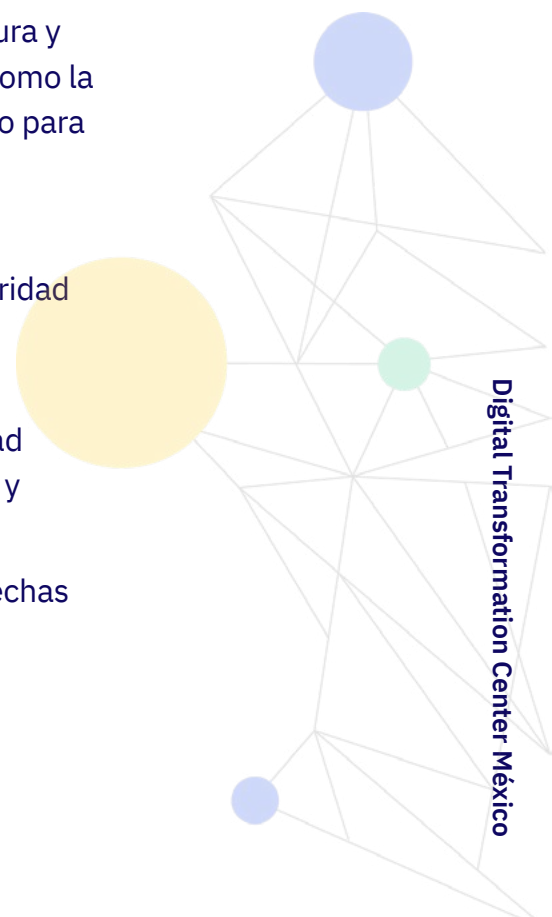 ura y
omo la
o para
ridad
ad
y
echas
Digital Transformation Center México